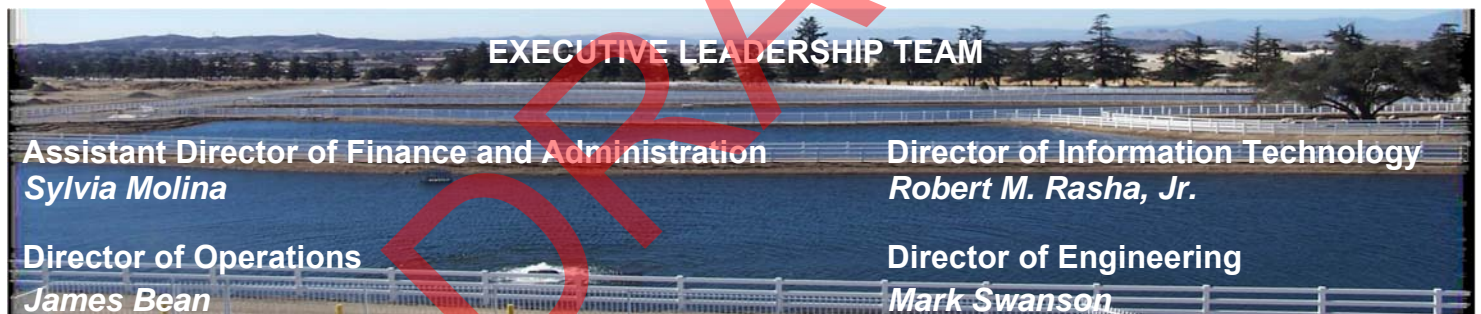 EXECUTIVE LEADERSHIP TEAM
Assistant Director of Finance and Administration
Sylvia Molina
Director of Information Technology
Robert M. Rasha, Jr.
Director of Operations
James Bean
Director of Engineering
Mark Swanson
DRA